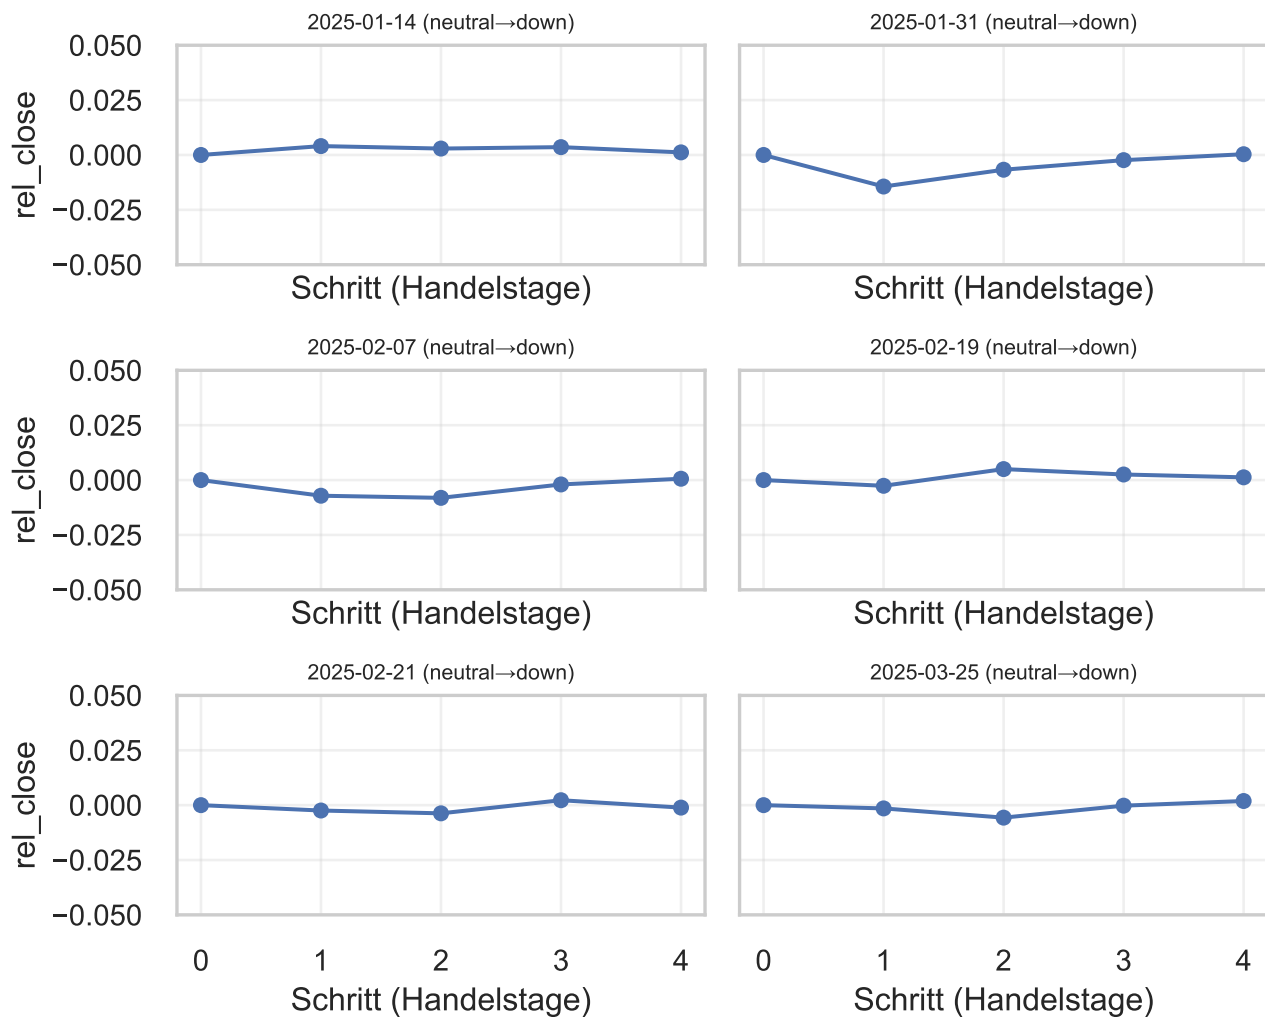 2025-01-14 (neutral→down)
0.050
0.025
0.000
−0.025
−0.050
rel_close
Schritt (Handelstage)
2025-01-31 (neutral→down)
Schritt (Handelstage)
2025-02-07 (neutral→down)
0.050
0.025
0.000
−0.025
−0.050
rel_close
Schritt (Handelstage)
2025-02-19 (neutral→down)
Schritt (Handelstage)
2025-02-21 (neutral→down)
0.050
0.025
0.000
−0.025
−0.050
rel_close
0 1 2 3 4
Schritt (Handelstage)
2025-03-25 (neutral→down)
0 1 2 3 4
Schritt (Handelstage)